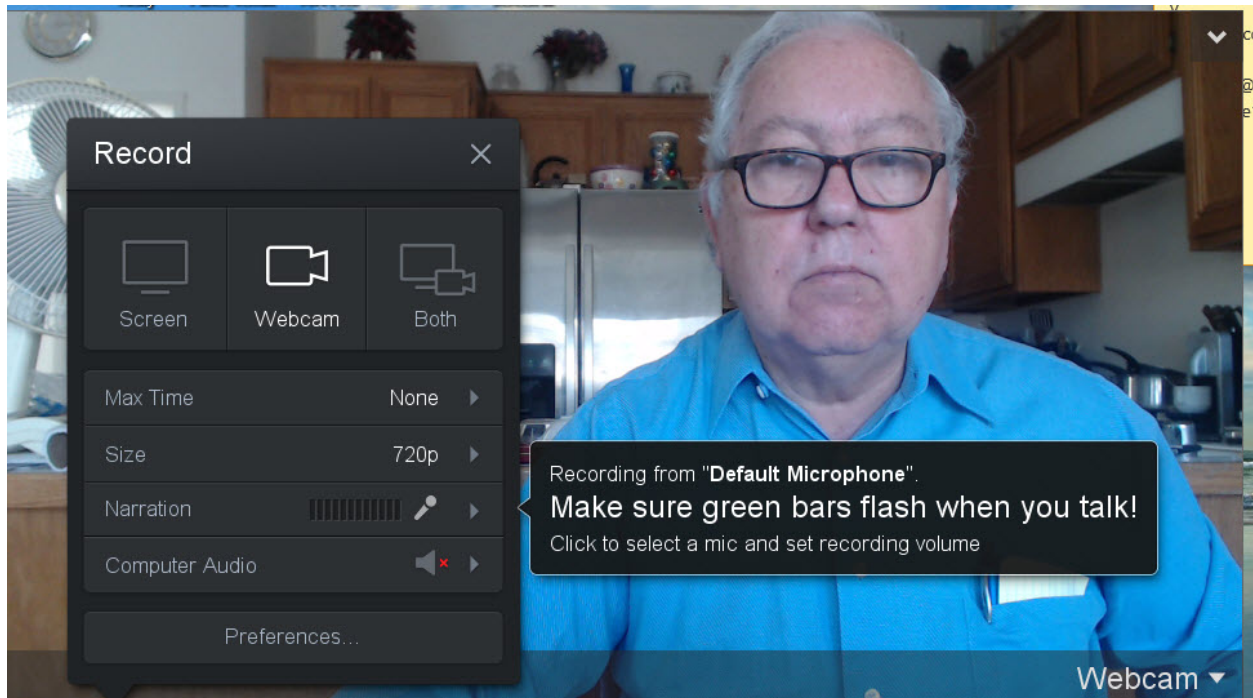 Record
Screen
Webcam
Both
Max Time None
Size 720p
Narration
Computer Audio
Preferences...
Recording from "Default Microphone".
Make sure green bars flash when you talk!
Click to select a mic and set recording volume
Webcam